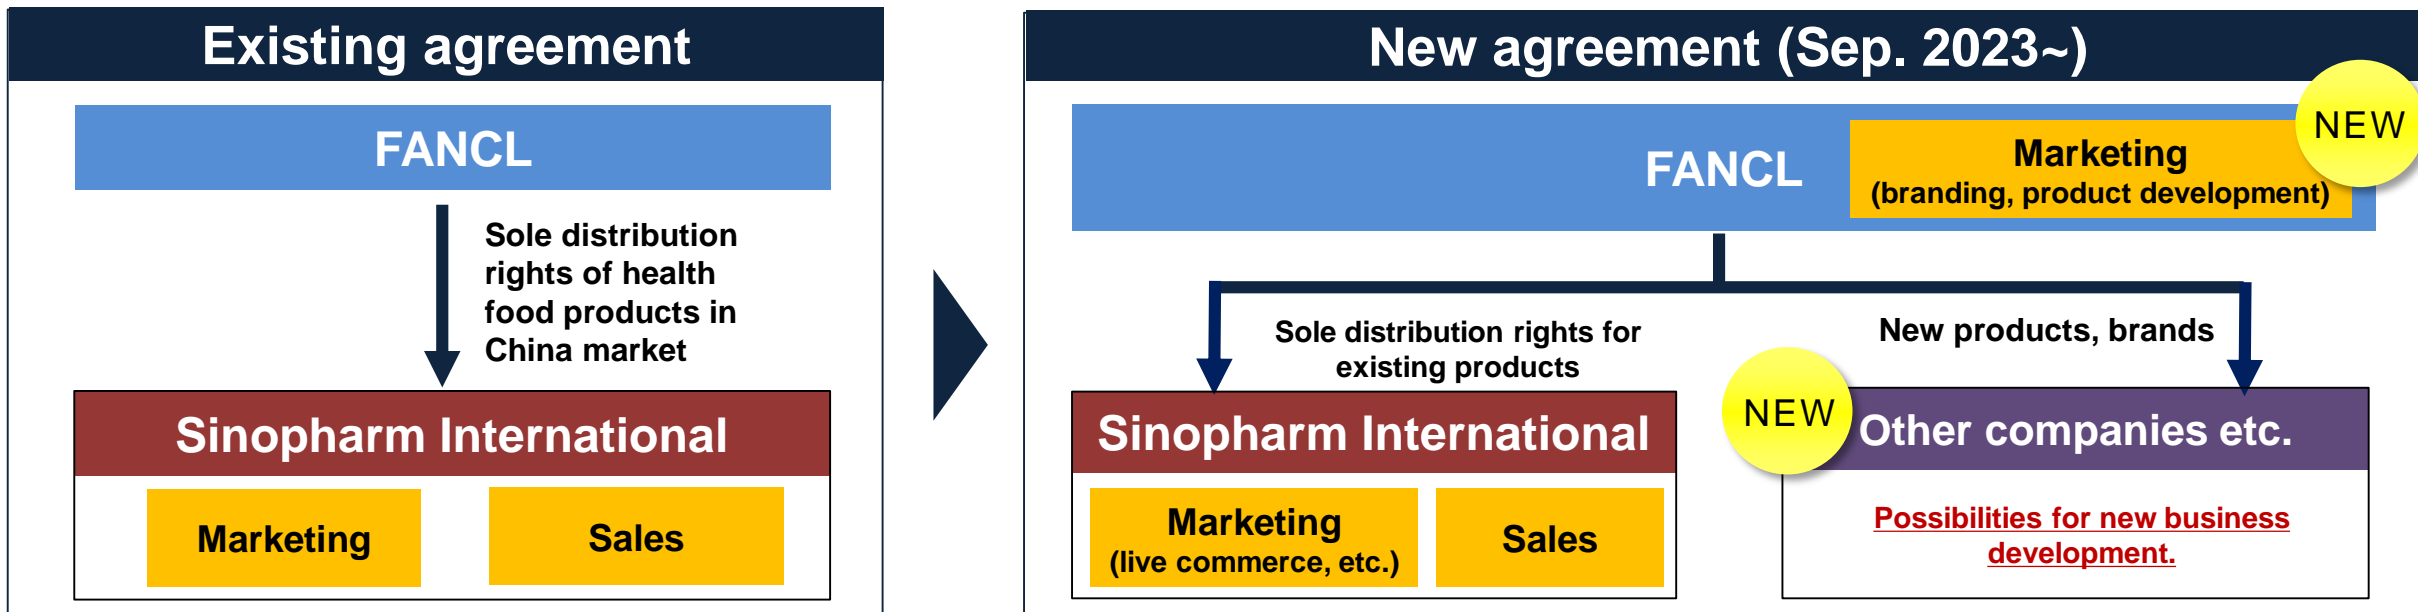 Existing agreement
FANCL
Sole distribution
rights of health
food products in
China market
Sinopharm International
Marketing
Sales
New agreement (Sep. 2023~)
FANCL
Marketing
(branding, product development)
NEW
Sole distribution rights for
existing products
Sinopharm International
Marketing
(live commerce, etc.)
Sales
New products, brands
NEW
Other companies etc.
Possibilities for new business
development.